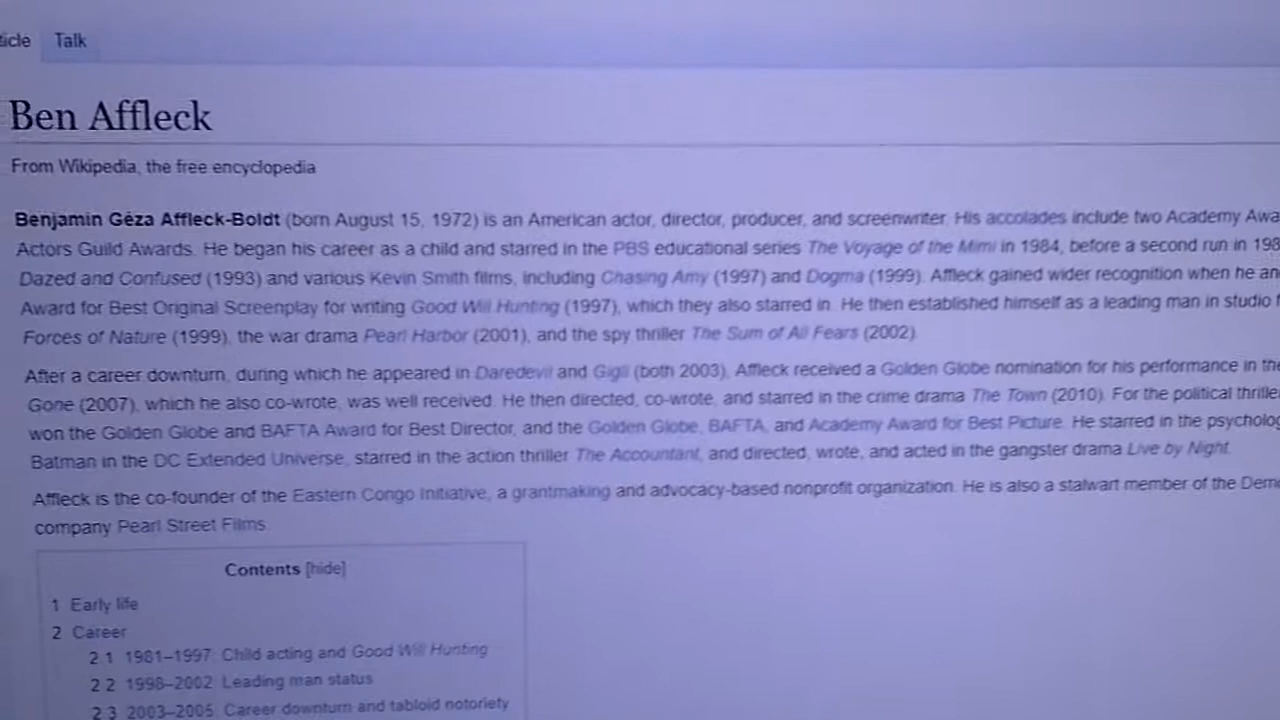 ticle Talk
Ben Affleck
From Wikipedia, the free encyclopedia
Benjamin Géza Affleck-Boldt (born August 15, 1972) is an American actor, director, producer, and screenwriter. His accolades include two Academy Awa
Actors Guild Awards. He began his career as a child and starred in the PBS educational series The Voyage of the Mimi in 1984, before a second run in 198
Dazed and Confused (1993) and various Kevin Smith films, including Chasing Amy (1997) and Dogma (1999). Affleck gained wider recognition when he an
Award for Best Original Screenplay for writing Good Will Hunting (1997), which they also starred in. He then established himself as a leading man in studio f
Forces of Nature (1999), the war drama Pearl Harbor (2001), and the spy thriller The Sum of All Fears (2002).
After a career downturn, during which he appeared in Daredevil and Gigli (both 2003), Affleck received a Golden Globe nomination for his performance in the
Gone (2007), which he also co-wrote, was well received. He then directed, co-wrote, and starred in the crime drama The Town (2010). For the political thrille
won the Golden Globe and BAFTA Award for Best Director, and the Golden Globe, BAFTA, and Academy Award for Best Picture. He starred in the psycholog
Batman in the DC Extended Universe, starred in the action thriller The Accountant, and directed, wrote, and acted in the gangster drama Live by Night.
Affleck is the co-founder of the Eastern Congo Initiative, a grantmaking and advocacy-based nonprofit organization. He is also a stalwart member of the Demo
company Pearl Street Films.
Contents [hide]
1 Early life
2 Career
2.1 1981–1997: Child acting and Good Will Hunting
2.2 1998–2002: Leading man status
2.3 2003–2005: Career downturn and tabloid notoriety